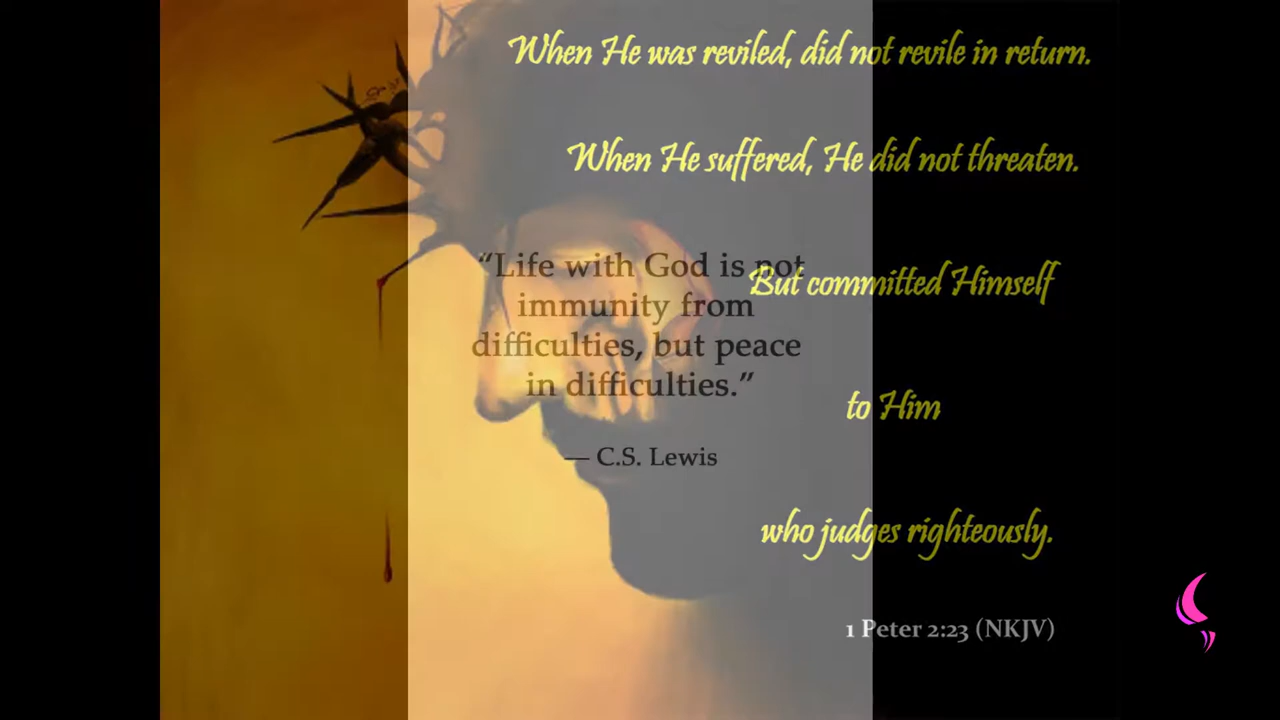 When He was reviled, did not revile in return.
When He suffered, He did not threaten.
“Life with God is not
immunity from
difficulties, but peace
in difficulties.”
— C.S. Lewis
But committed Himself
to Him
who judges righteously.
1 Peter 2:23 (NKJV)